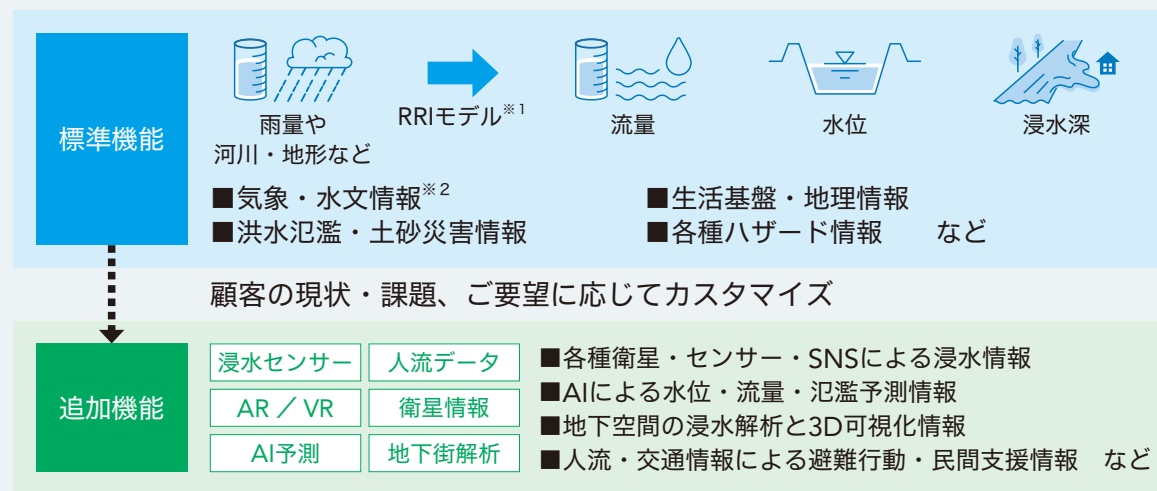 標準機能
雨量や
河川・地形など
RRIモデル※1
流量
水位
浸水深
■気象・水文情報※2
■生活基盤・地理情報
■洪水氾濫・土砂災害情報
■各種ハザード情報　など
顧客の現状・課題、ご要望に応じてカスタマイズ
追加機能
浸水センサー
人流データ
AR ／ VR
衛星情報
AI予測
地下街解析
■各種衛星・センサー・SNSによる浸水情報
■AIによる水位・流量・氾濫予測情報
■地下空間の浸水解析と3D可視化情報
■人流・交通情報による避難行動・民間支援情報　など